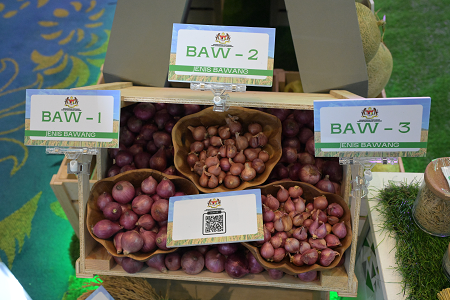 BAW - 1
JENIS BAWANG
BAW - 2
JENIS BAWANG
BAW - 3
JENIS BAWANG